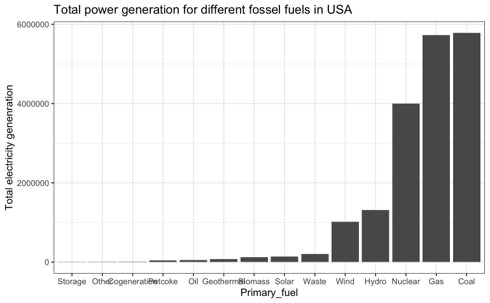 Total power generation for different fossel fuels in USA
6000000
4000000
2000000
0
Total electricity genenration
Storage Other Cogeneration Petcoke Oil Geothermal Biomass Solar Waste Wind Hydro Nuclear Gas Coal
Primary_fuel